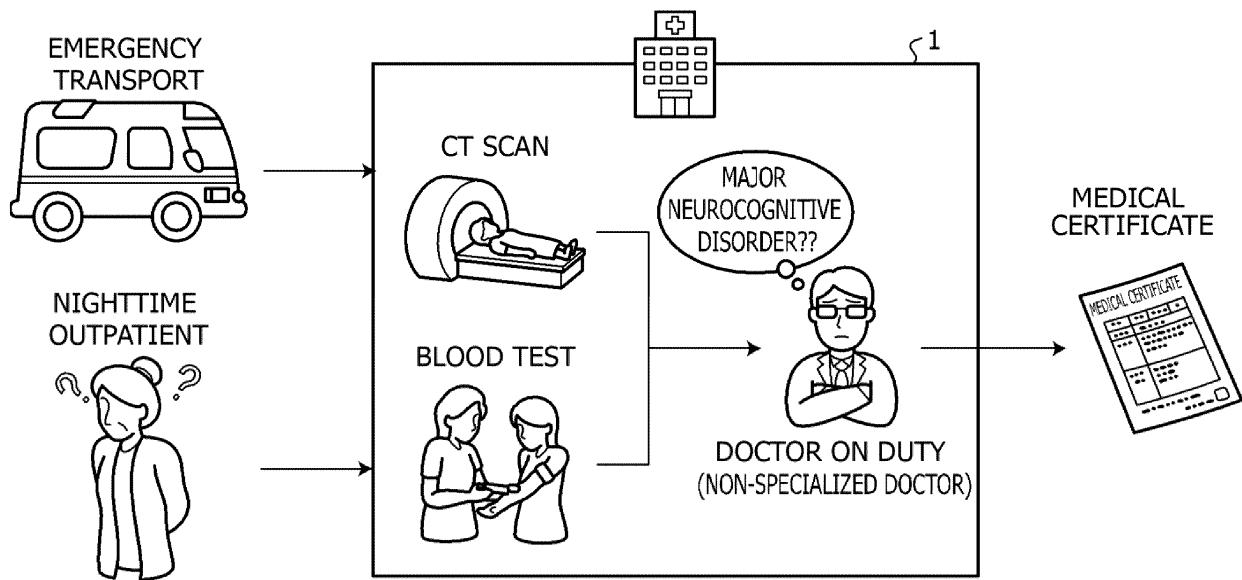 EMERGENCY
TRANSPORT
1
CT SCAN
MAJOR
NEUROCOGNITIVE
DISORDER??
MEDICAL
CERTIFICATE
MEDICAL CERTIFICATE
NIGHTTIME
OUTPATIENT
? ?
BLOOD TEST
DOCTOR ON DUTY
(NON-SPECIALIZED DOCTOR)